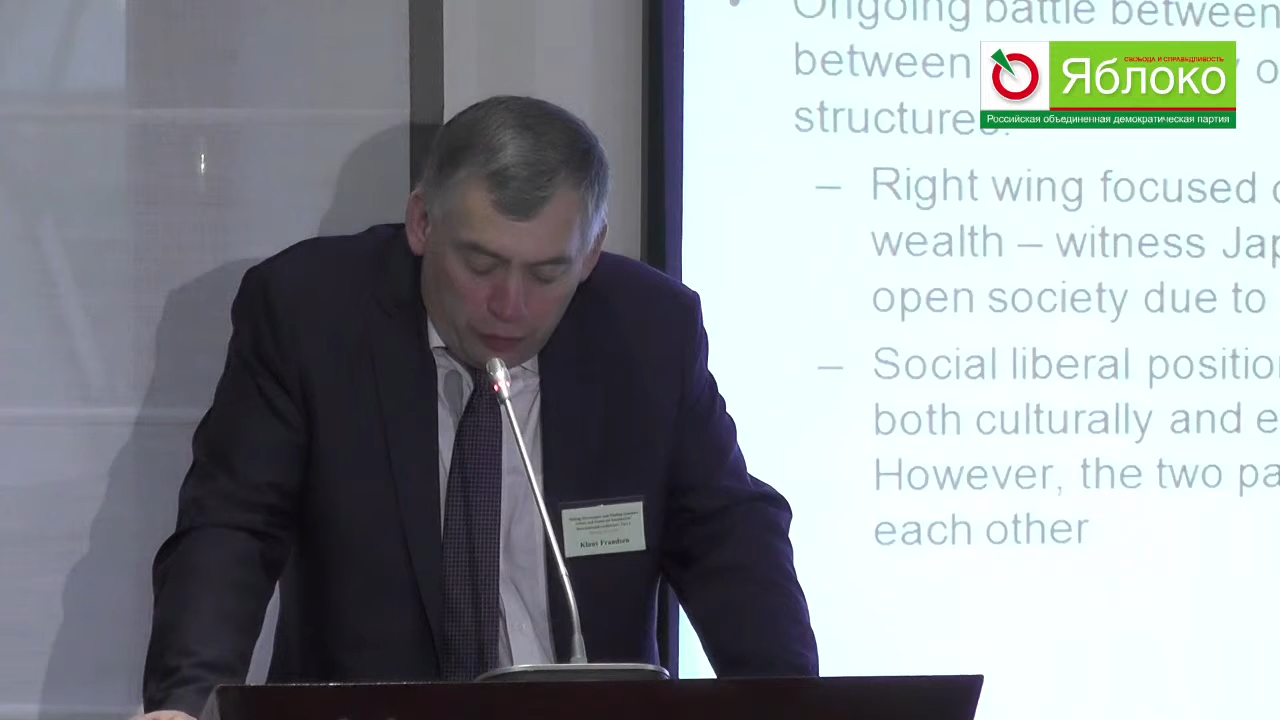 Ongoing battle between
between
structures.
– Right wing focused
wealth – witness Jap
open society due to
– Social liberal positio
both culturally and e
However, the two pa
each other
СВОБОДА И СПРАВЕДЛИВОСТЬ
Яблоко
Российская объединенная демократическая партия
Klaus Frandsen